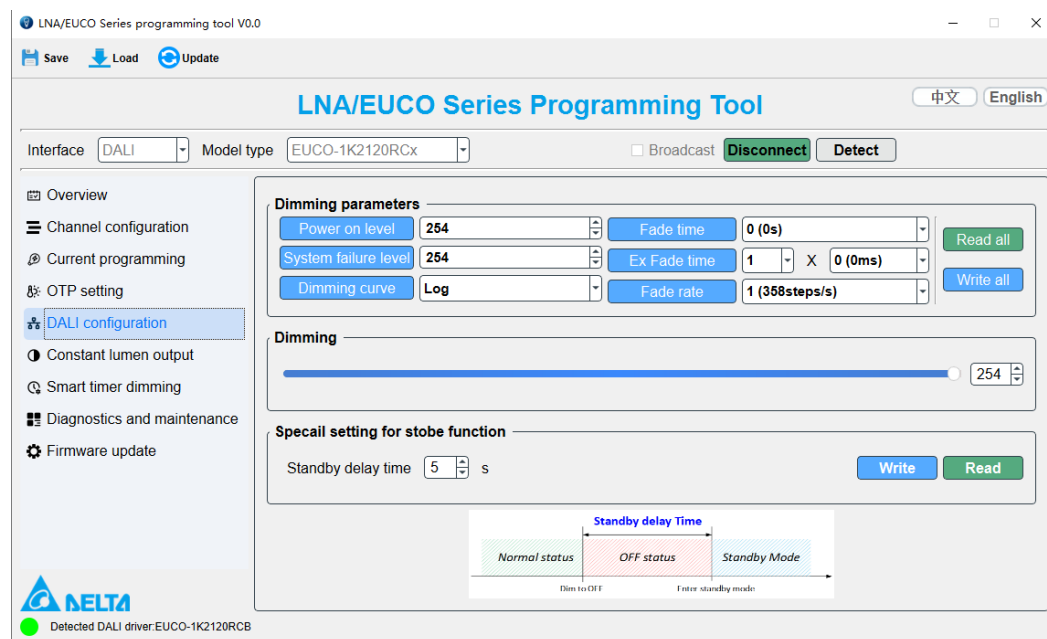 LNA/EUCO Series programming tool V0.0
Save Load Update
LNA/EUCO Series Programming Tool
中文 English
Interface DALI Model type EUCO-1K2120RCx Broadcast Disconnect Detect
Overview
Channel configuration
Current programming
OTP setting
DALI configuration
Constant lumen output
Smart timer dimming
Diagnostics and maintenance
Firmware update
Dimming parameters
Power on level 254 Fade time 0 (0s)
System failure level 254 Ex Fade time 1 X 0 (0ms)
Dimming curve Log Fade rate 1 (358steps/s)
Read all
Write all
Dimming
254
Specail setting for stobe function
Standby delay time 5 s Write Read
Standby delay Time
Normal status OFF status Standby Mode
Dim to OFF Enter standby mode
DELTA
Detected DALI driver:EUCO-1K2120RCB